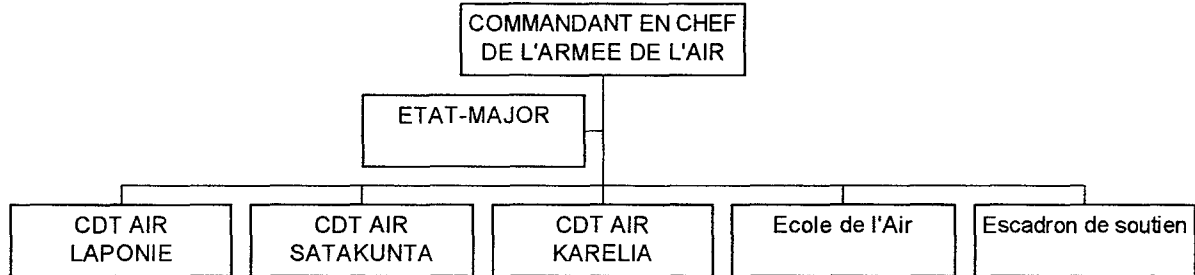 COMMANDANT EN CHEF
DE L'ARMEE DE L'AIR
ETAT-MAJOR
CDT AIR
LAPONIE
CDT AIR
SATAKUNTA
CDT AIR
KARELIA
Ecole de l'Air
Escadron de soutien